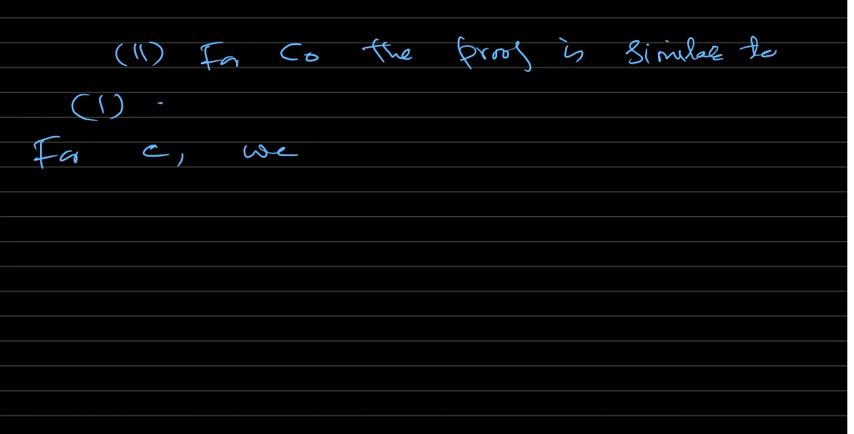 (II) For C₀ the proof is similar to
(I).
For c, we